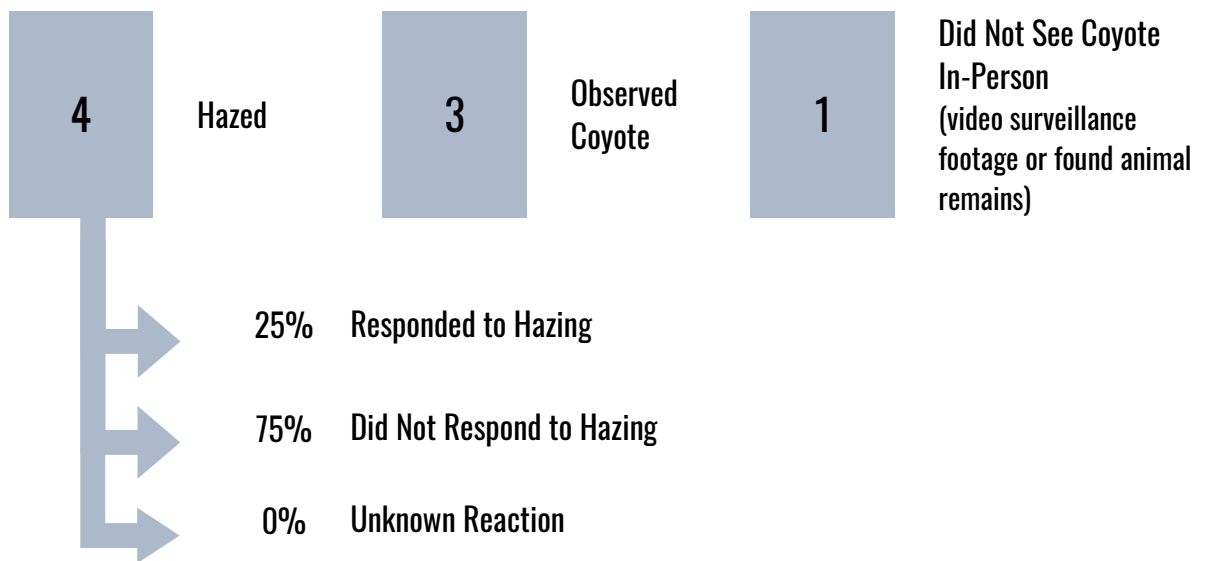 4
Hazed
3
Observed
Coyote
1
Did Not See Coyote
In-Person
(video surveillance
footage or found animal
remains)
25% Responded to Hazing
75% Did Not Respond to Hazing
0% Unknown Reaction